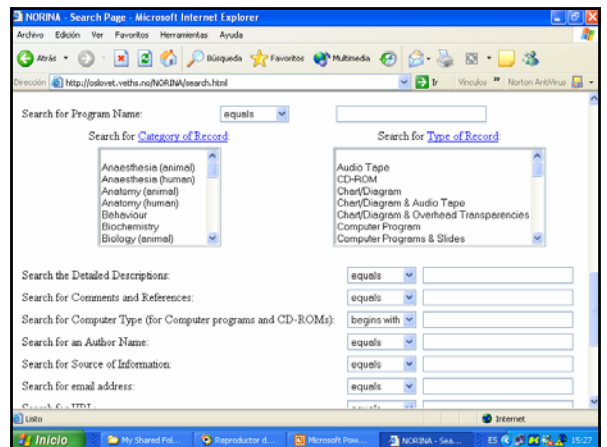 NORINA - Search Page - Microsoft Internet Explorer
Archivo Edición Ver Favoritos Herramientas Ayuda
Atrás Búsqueda Favoritos Multimedia
Dirección http://oslovet.veths.no/NORINA/search.html Ir Vínculos » Norton AntiVirus
Search for Program Name: equals
Search for Category of Record: Search for Type of Record:
Anaesthesia (animal) Audio Tape
Anaesthesia (human) CD-ROM
Anatomy (animal) Chart/Diagram
Anatomy (human) Chart/Diagram & Audio Tape
Behaviour Chart/Diagram & Overhead Transparencies
Biochemistry Computer Program
Biology (animal) Computer Programs & Slides
Search the Detailed Descriptions: equals
Search for Comments and References: equals
Search for Computer Type (for Computer programs and CD-ROMs): begins with
Search for an Author Name: equals
Search for Source of Information: equals
Search for email address: equals
Search for URL: equals
Listo Internet
Inicio My Shared Fol... Reproductor d... Microsoft Pow... NORINA - Sea... ES 15:27